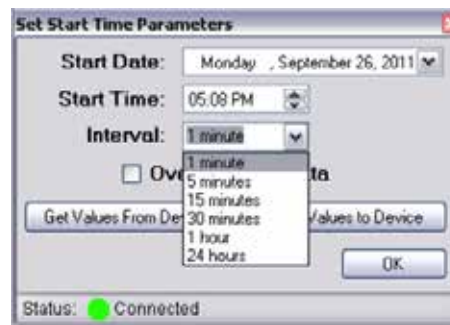 Set Start Time Parameters
Start Date: Monday , September 26, 2011
Start Time: 05:08 PM
Interval: 1 minute
1 minute
Ov ta
5 minutes
15 minutes
Get Values From De 30 minutes Values to Device
1 hour
24 hours
OK
Status: Connected